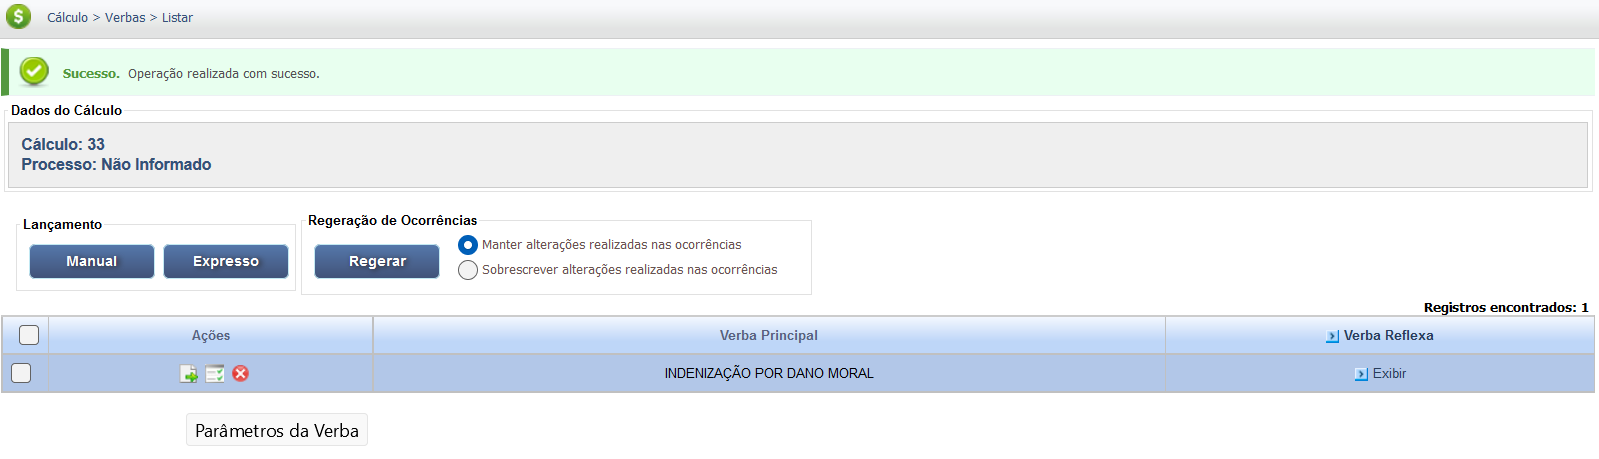 Cálculo > Verbas > Listar
Sucesso. Operação realizada com sucesso.
Dados do Cálculo
Cálculo: 33
Processo: Não Informado
Lançamento
Manual Expresso
Regeração de Ocorrências
Regerar
Manter alterações realizadas nas ocorrências
Sobrescrever alterações realizadas nas ocorrências
Registros encontrados: 1
Ações Verba Principal Verba Reflexa
INDENIZAÇÃO POR DANO MORAL Exibir
Parâmetros da Verba